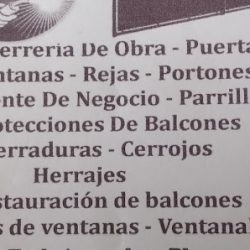 errería De Obra - Puerta
ntanas - Rejas - Portones
ente De Negocio - Parrill
otecciones De Balcones
erraduras - Cerrojos
Herrajes
stauración de balcones
s de ventanas - Ventana